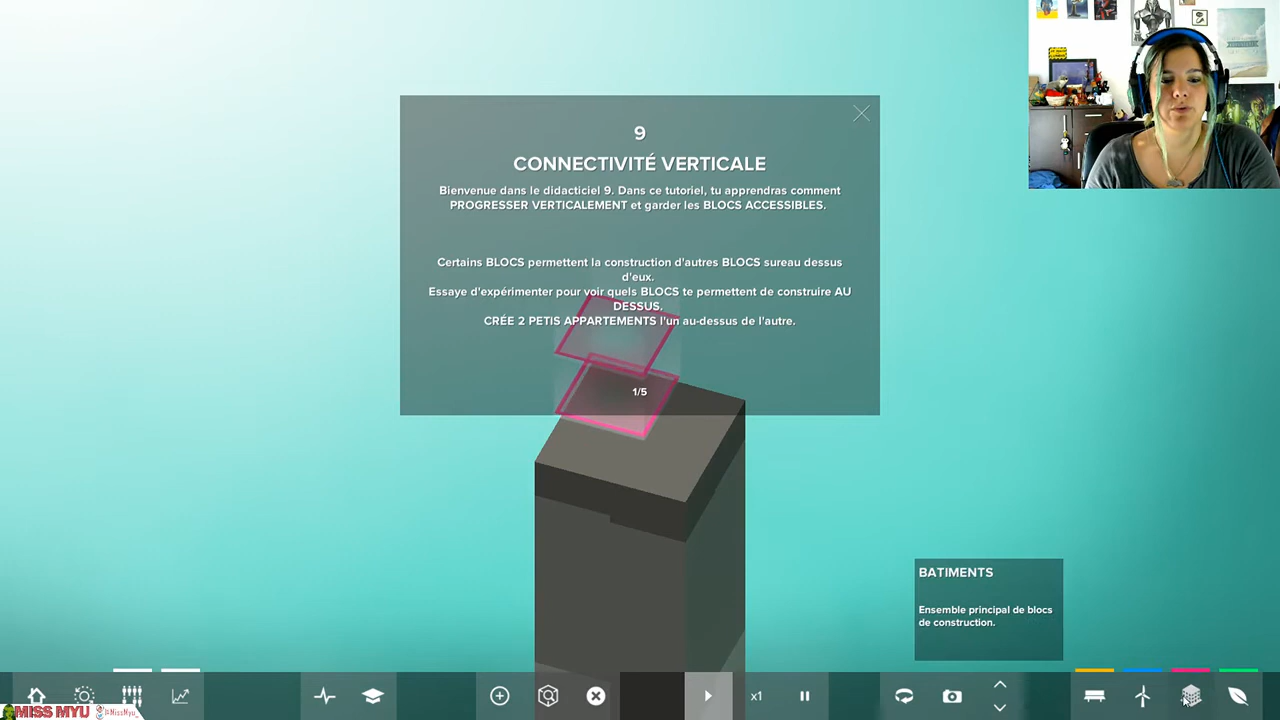 9
CONNECTIVITÉ VERTICALE
Bienvenue dans le didacticiel 9. Dans ce tutoriel, tu apprendras comment
PROGRESSER VERTICALEMENT et garder les BLOCS ACCESSIBLES.
Certains BLOCS permettent la construction d'autres BLOCS sureau dessus
d'eux.
Essaye d'expérimenter pour voir quels BLOCS te permettent de construire AU
DESSUS.
CRÉE 2 PETIS APPARTEMENTS l'un au-dessus de l'autre.
1/5
BATIMENTS
Ensemble principal de blocs
de construction.
x1
MISS MYU
@MissMyu_